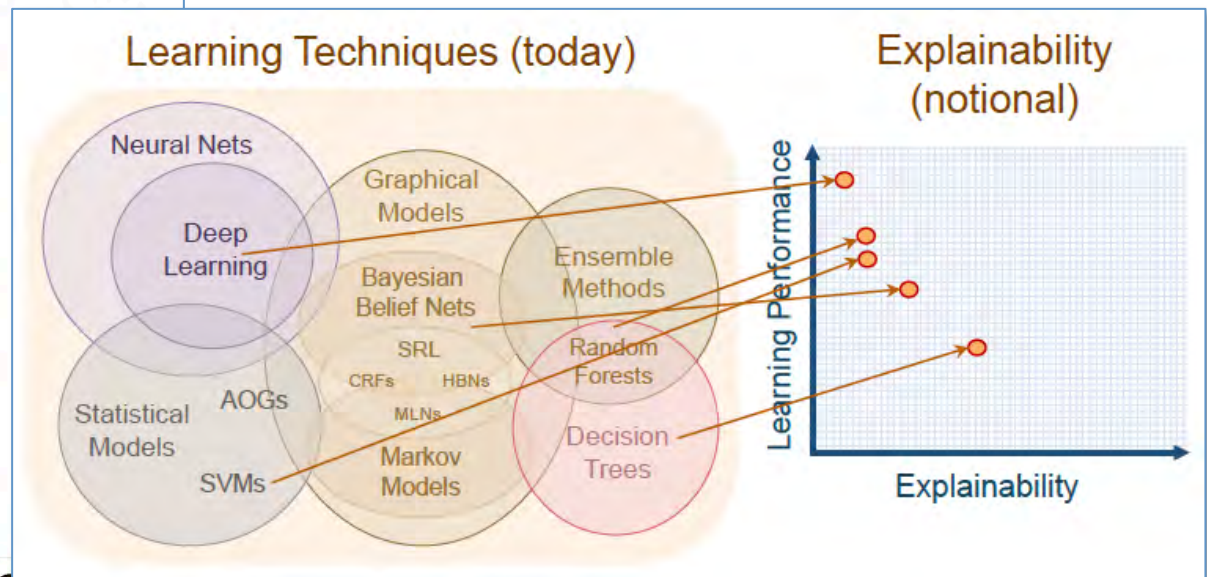 Learning Techniques (today)
Neural Nets
Deep
Learning
Graphical
Models
Bayesian
Belief Nets
SRL
CRFs
HBNs
MLNs
Markov
Models
Ensemble
Methods
Random
Forests
Decision
Trees
Statistical
Models
AOGs
SVMs
Explainability
(notional)
Learning Performance
Explainability